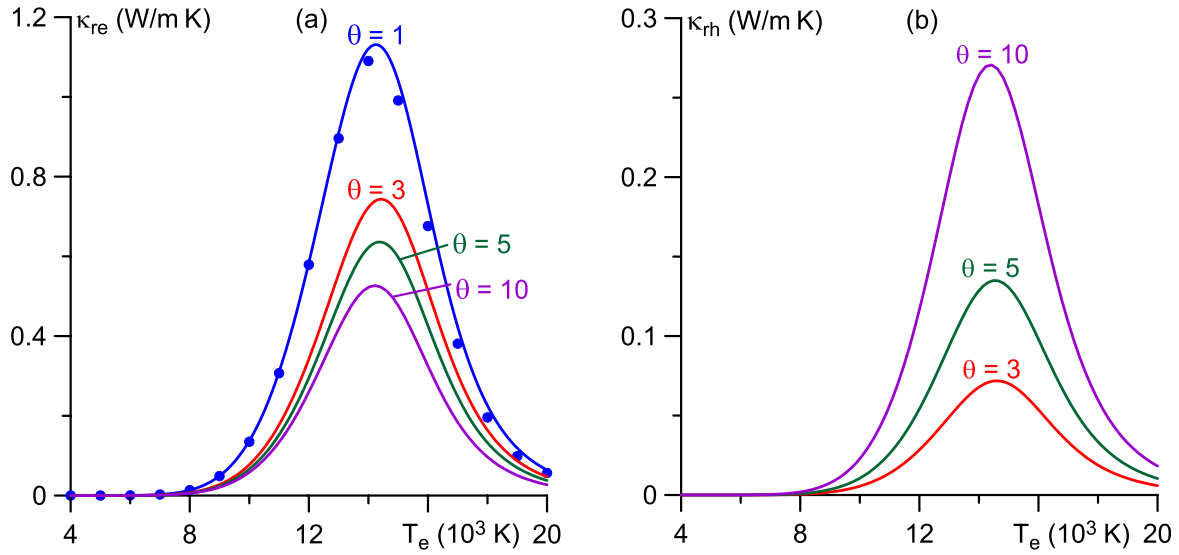 1.2
κre (W/m K)
(a)
θ = 1
0.8
θ = 3
θ = 5
θ = 10
0.4
0
4
8
12
Te (10³ K)
20
0.3
κrh (W/m K)
(b)
θ = 10
0.2
θ = 5
0.1
θ = 3
0
4
8
12
Te (10³ K)
20